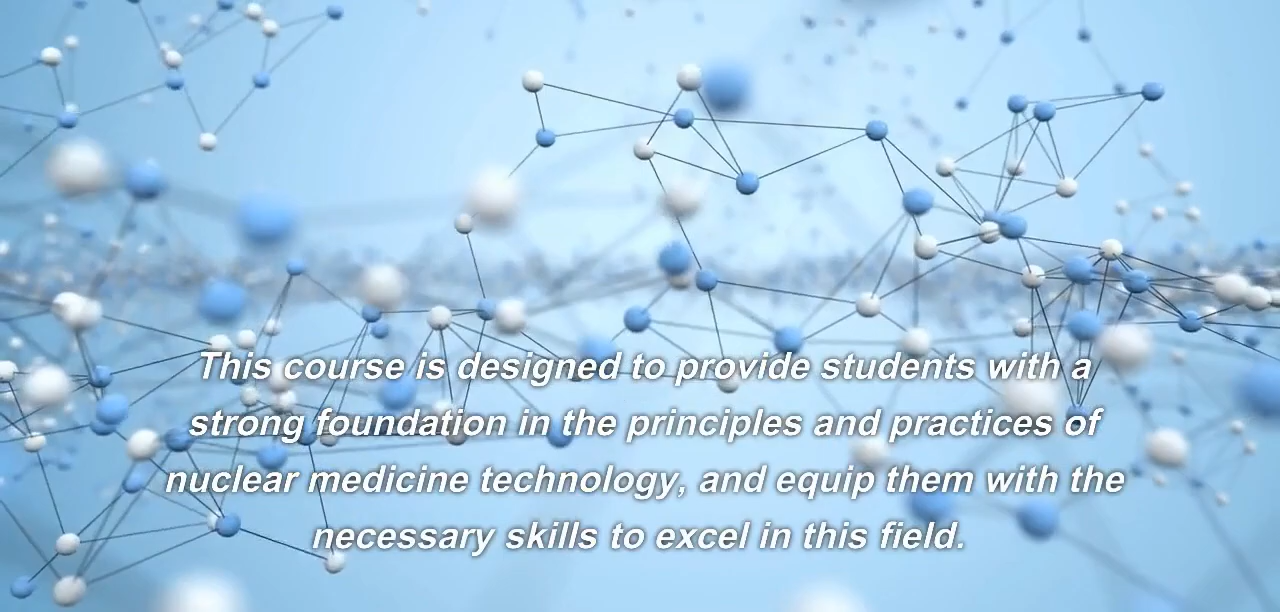 This course is designed to provide students with a
strong foundation in the principles and practices of
nuclear medicine technology, and equip them with the
necessary skills to excel in this field.